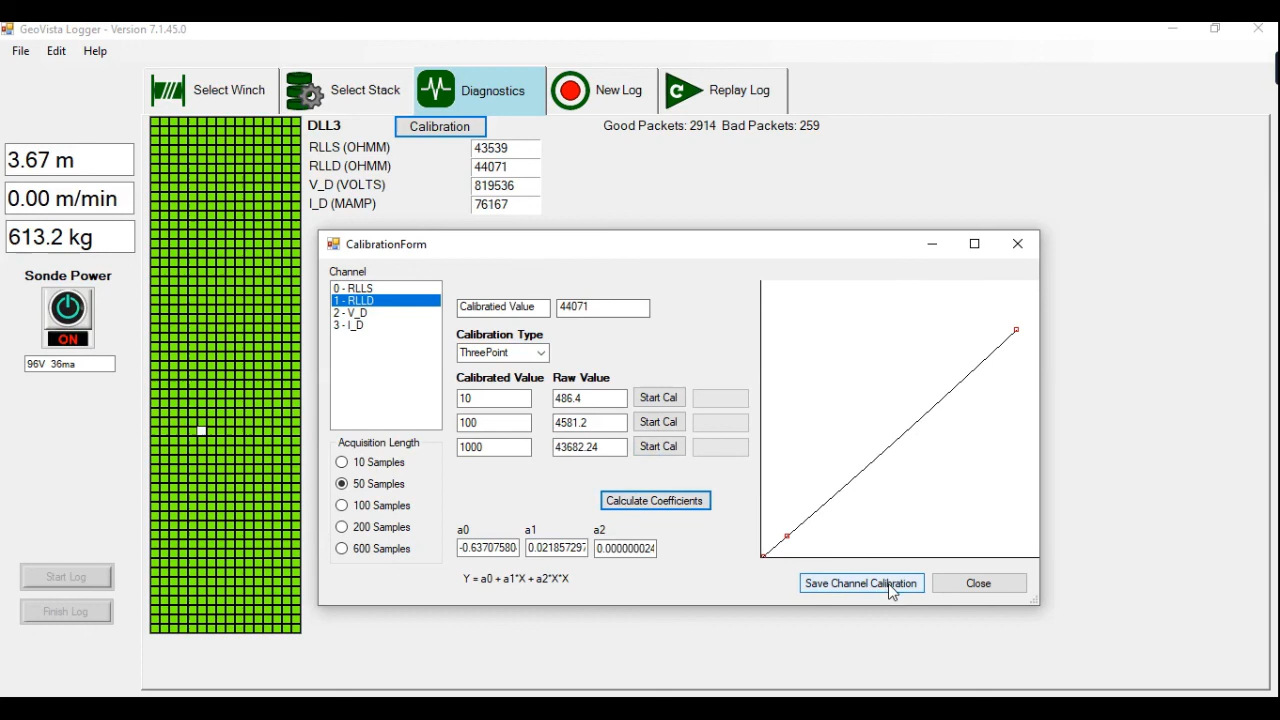 GeoVista Logger - Version 7.1.45.0
File Edit Help
Select Winch Select Stack Diagnostics New Log Replay Log
DLL3 Calibration Good Packets: 2914 Bad Packets: 259
RLLS (OHMM) 43539
RLLD (OHMM) 44071
V_D (VOLTS) 819536
I_D (MAMP) 76167
3.67 m
0.00 m/min
613.2 kg
Sonde Power
ON
96V 36ma
Start Log
Finish Log
CalibrationForm
Channel
0 - RLLS
1 - RLLD
2 - V_D
3 - I_D
Calibratied Value 44071
Calibration Type
ThreePoint
Calibrated Value Raw Value
10 486.4 Start Cal
100 4581.2 Start Cal
1000 43682.24 Start Cal
Acquisition Length
10 Samples
50 Samples
100 Samples
200 Samples
600 Samples
Calculate Coefficients
a0 a1 a2
-0.63707580 0.021857297 0.000000024
Y = a0 + a1*X + a2*X*X
Save Channel Calibration Close